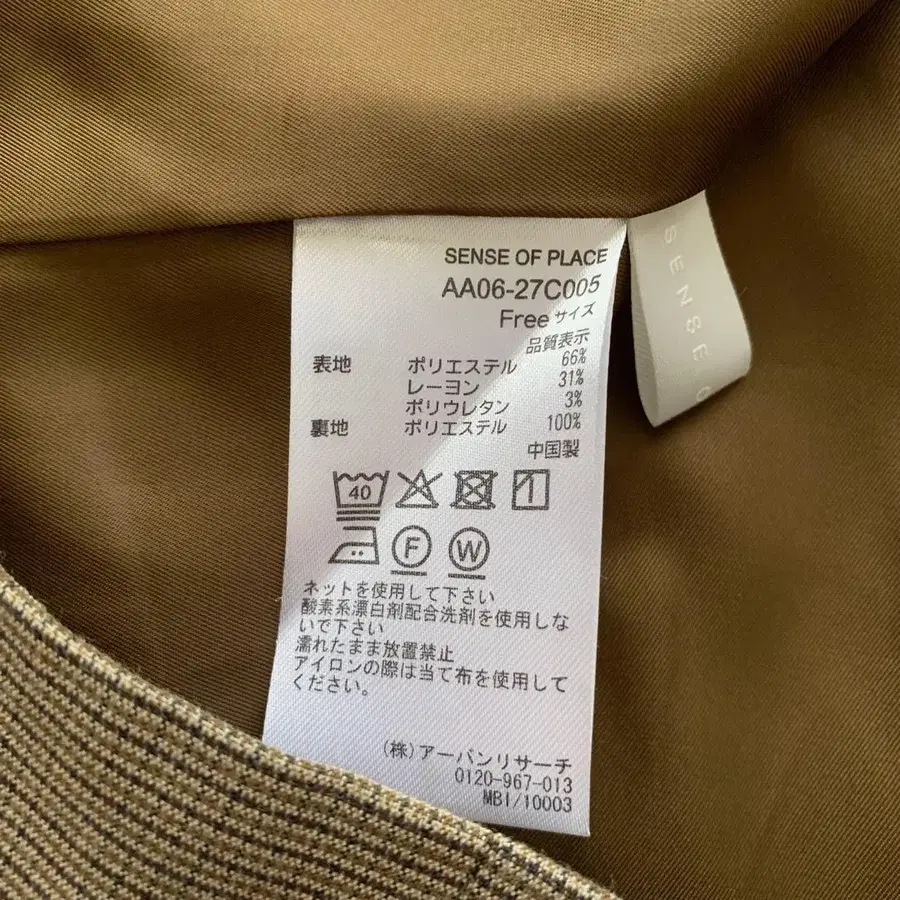 SENSE OF PLACE
AA06-27C005
Free サイズ
品質表示
表地 ポリエステル 66%
レーヨン 31%
ポリウレタン 3%
裏地 ポリエステル 100%
中国製
40
F W
ネットを使用して下さい
酸素系漂白剤配合洗剤を使用しな
いで下さい
濡れたまま放置禁止
アイロンの際は当て布を使用して
ください。
(株)アーバンリサーチ
0120-967-013
MBI/10003
SENSE O